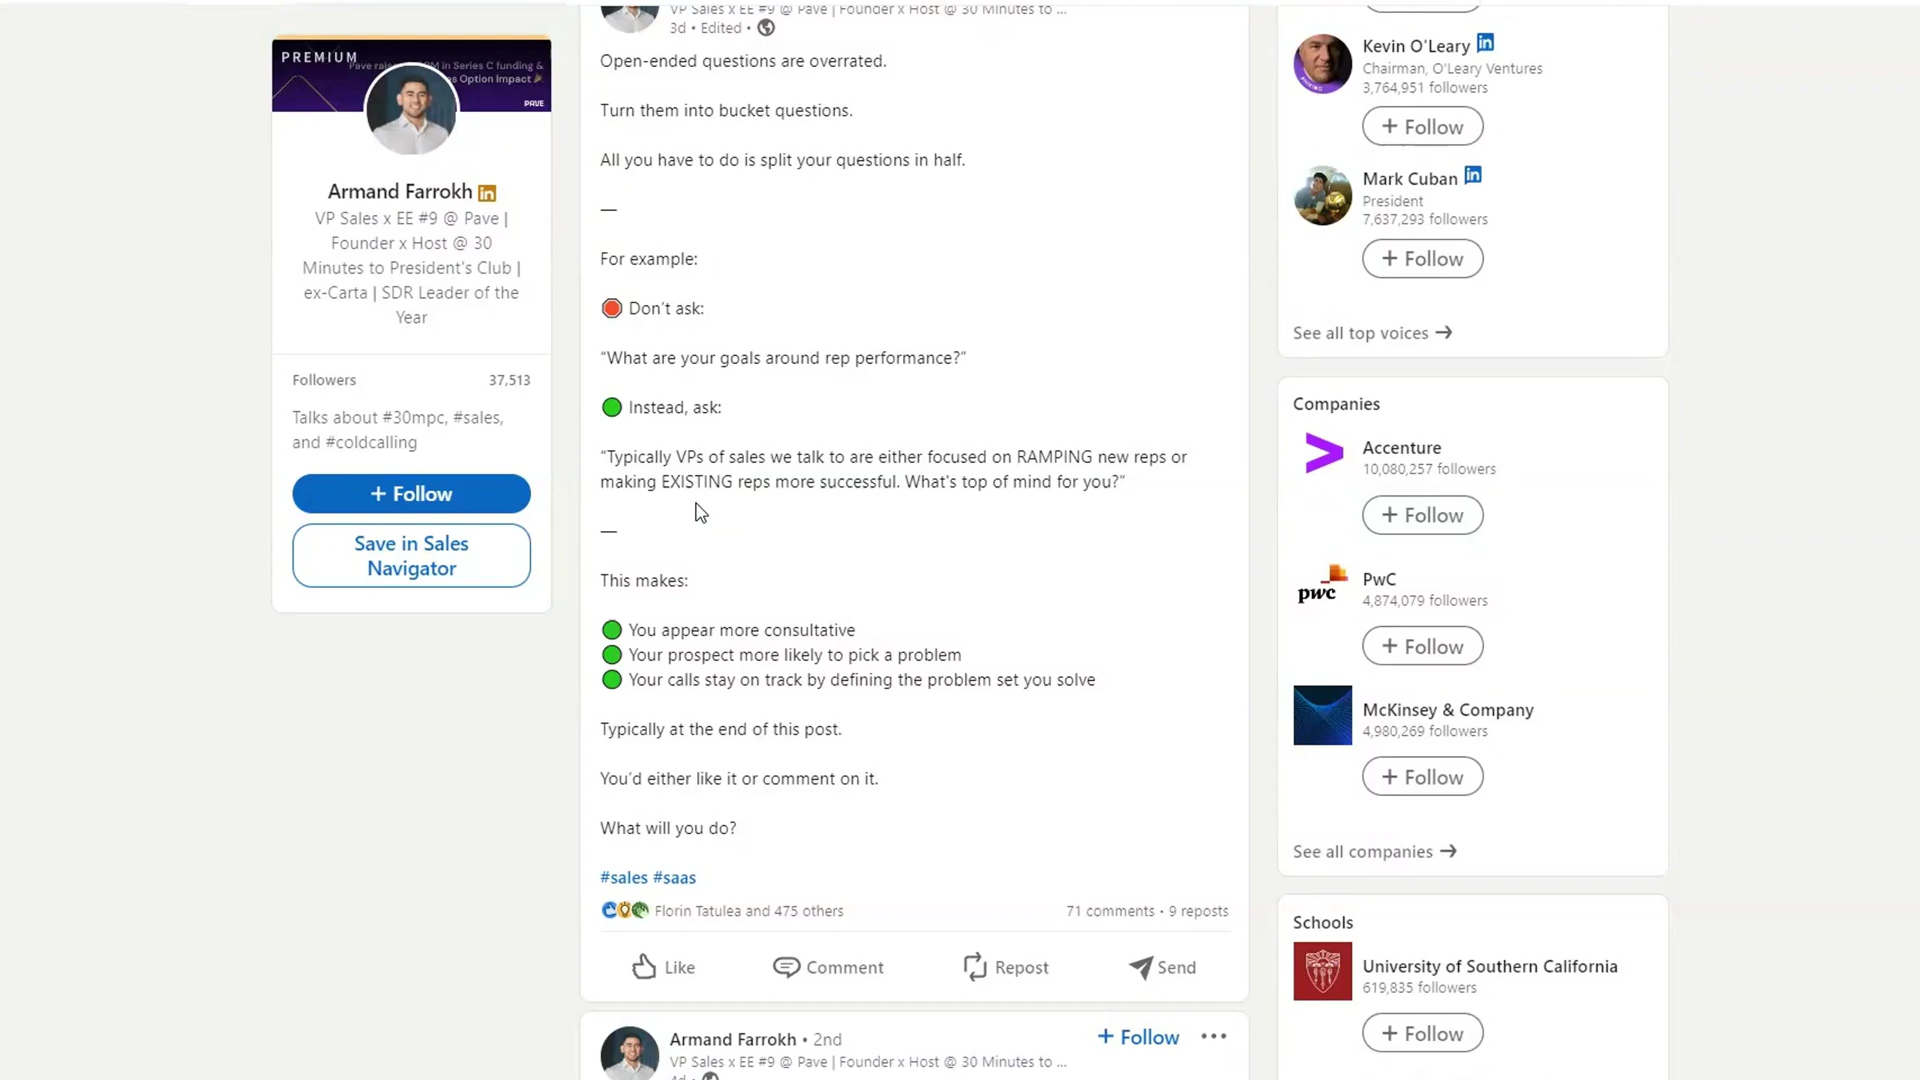 PREMIUM
Pave rai in Series C funding &
s Option Impact
PAVE
Armand Farrokh in
VP Sales x EE #9 @ Pave |
Founder x Host @ 30
Minutes to President's Club |
ex-Carta | SDR Leader of the
Year
Followers 37,513
Talks about #30mpc, #sales,
and #coldcalling
+ Follow
Save in Sales
Navigator
VP Sales x EE #9 @ Pave | Founder x Host @ 30 Minutes to ...
3d • Edited •
Open-ended questions are overrated.
Turn them into bucket questions.
All you have to do is split your questions in half.
—
For example:
Don't ask:
“What are your goals around rep performance?”
Instead, ask:
“Typically VPs of sales we talk to are either focused on RAMPING new reps or
making EXISTING reps more successful. What's top of mind for you?”
—
This makes:
You appear more consultative
Your prospect more likely to pick a problem
Your calls stay on track by defining the problem set you solve
Typically at the end of this post.
You'd either like it or comment on it.
What will you do?
#sales #saas
Florin Tatulea and 475 others 71 comments • 9 reposts
Like Comment Repost Send
Armand Farrokh • 2nd + Follow ...
VP Sales x EE #9 @ Pave | Founder x Host @ 30 Minutes to ...
Kevin O'Leary in
Chairman, O'Leary Ventures
3,764,951 followers
+ Follow
Mark Cuban in
President
7,637,293 followers
+ Follow
See all top voices →
Companies
Accenture
10,080,257 followers
+ Follow
pwc
PwC
4,874,079 followers
+ Follow
McKinsey & Company
4,980,269 followers
+ Follow
See all companies →
Schools
University of Southern California
619,835 followers
+ Follow